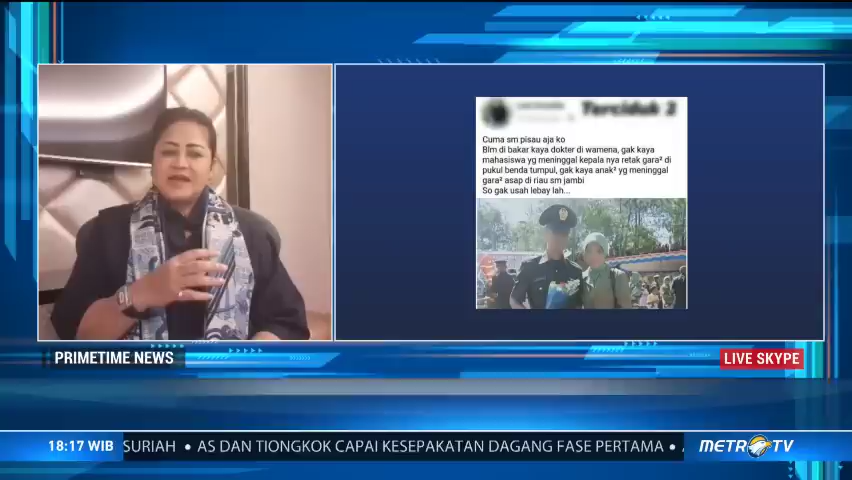 Terciduk 2
Cuma sm pisau aja ko
Blm di bakar kaya dokter di wamena, gak kaya
mahasiswa yg meninggal kepala nya retak gara² di
pukul benda tumpul, gak kaya anak² yg meninggal
gara² asap di riau sm jambi
So gak usah lebay lah...
PRIMETIME NEWS
LIVE SKYPE
18:17 WIB
SURIAH • AS DAN TIONGKOK CAPAI KESEPAKATAN DAGANG FASE PERTAMA •
METRO TV